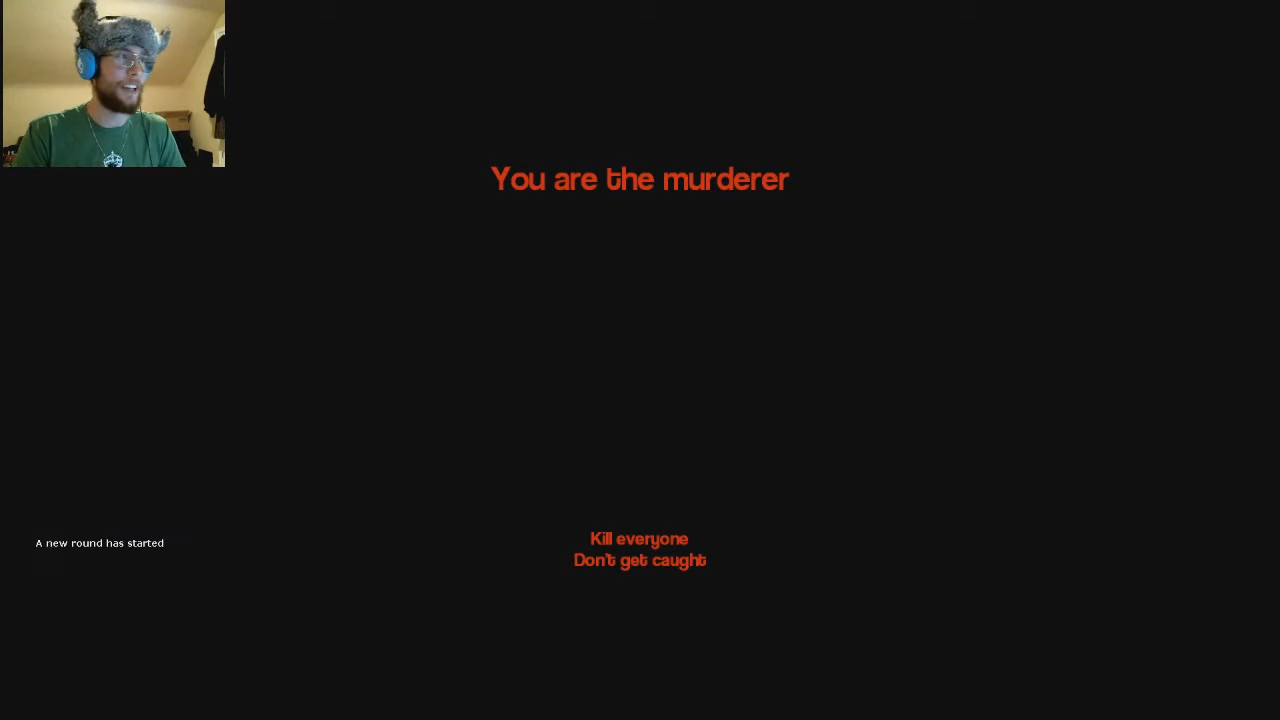 You are the murderer
A new round has started
Kill everyone
Don't get caught